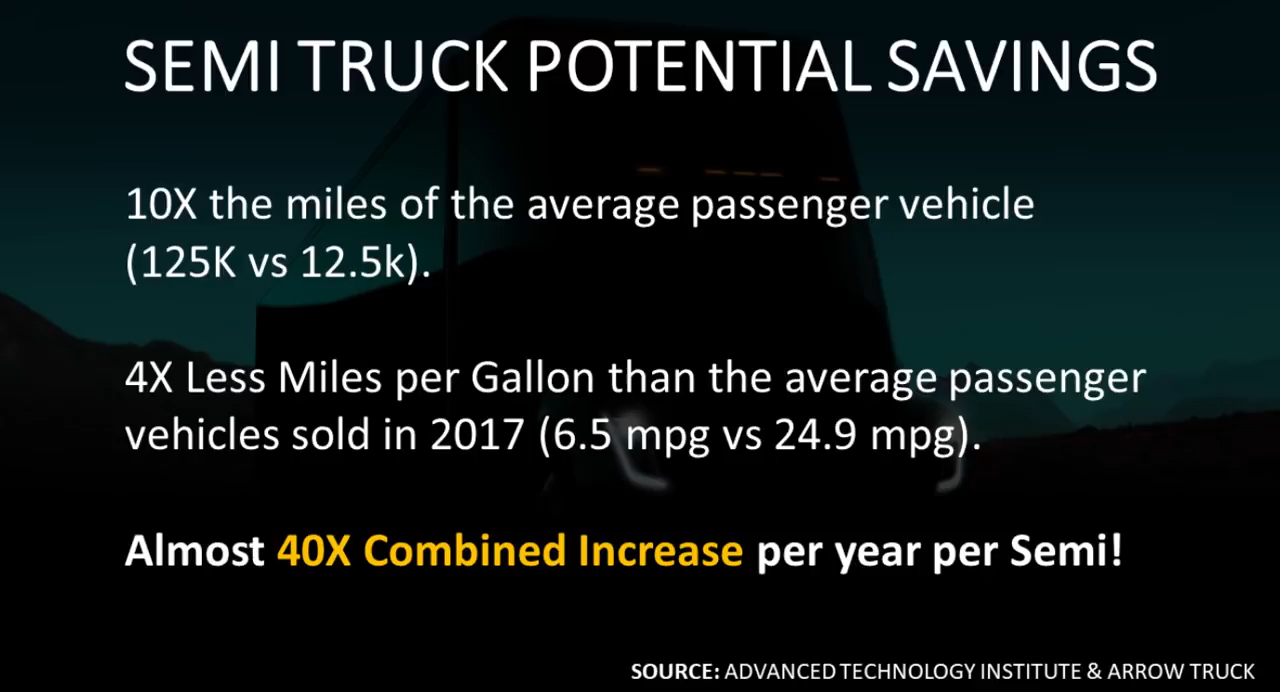 SEMI TRUCK POTENTIAL SAVINGS
10X the miles of the average passenger vehicle
(125K vs 12.5k).
4X Less Miles per Gallon than the average passenger
vehicles sold in 2017 (6.5 mpg vs 24.9 mpg).
Almost 40X Combined Increase per year per Semi!
SOURCE: ADVANCED TECHNOLOGY INSTITUTE & ARROW TRUCK